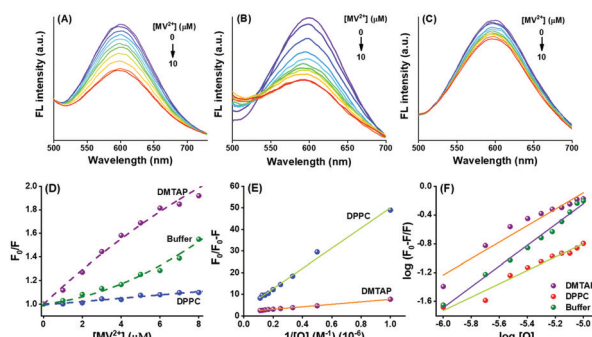 (A)
[MV²⁺] (μM)
0
10
FL intensity (a.u.)
500 550 600 650 700
Wavelength (nm)
(B)
[MV²⁺] (μM)
0
10
FL intensity (a.u.)
500 550 600 650 700
Wavelength (nm)
(C)
[MV²⁺] (μM)
0
10
FL intensity (a.u.)
500 550 600 650 700
Wavelength (nm)
(D)
DMTAP
Buffer
DPPC
F₀/F
2.0
1.8
1.6
1.4
1.2
1.0
0 2 4 6 8
[MV²⁺] (μM)
(E)
DPPC
DMTAP
F₀/F₀-F
60
50
40
30
20
10
0
0.2 0.4 0.6 0.8 1.0
1/[Q] (M⁻¹) (10⁻⁶)
(F)
DMTAP
DPPC
Buffer
log (F₀-F/F)
0.0
-0.4
-0.8
-1.2
-1.6
-6.0 -5.8 -5.6 -5.4 -5.2 -5.0
log [Q]